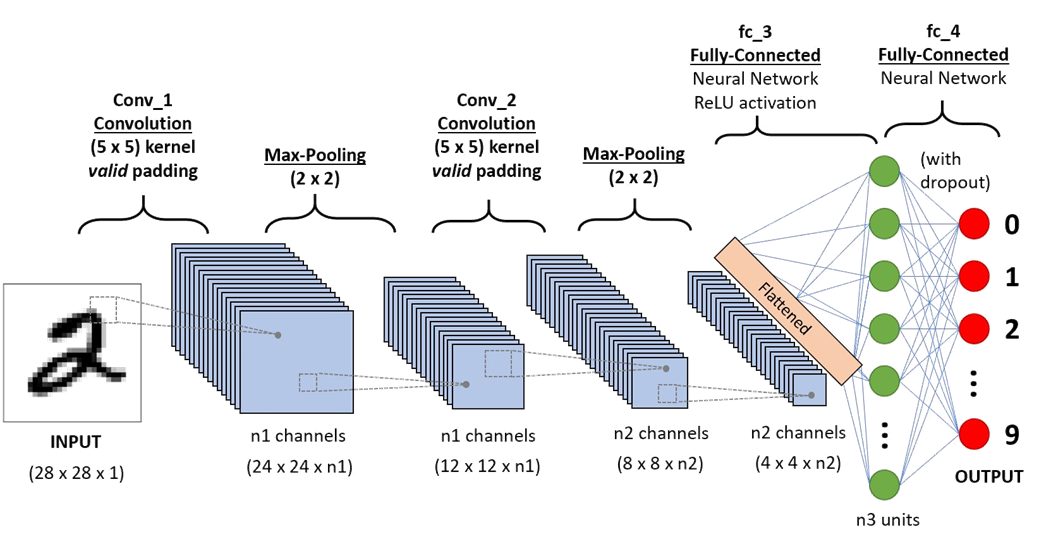 fc_3
Fully-Connected
Neural Network
ReLU activation
fc_4
Fully-Connected
Neural Network
Conv_1
Convolution
(5 x 5) kernel
valid padding
Max-Pooling
(2 x 2)
Conv_2
Convolution
(5 x 5) kernel
valid padding
Max-Pooling
(2 x 2)
(with
dropout)
0
1
2
9
OUTPUT
Flattened
2
INPUT
(28 x 28 x 1)
n1 channels
(24 x 24 x n1)
n1 channels
(12 x 12 x n1)
n2 channels
(8 x 8 x n2)
n2 channels
(4 x 4 x n2)
n3 units